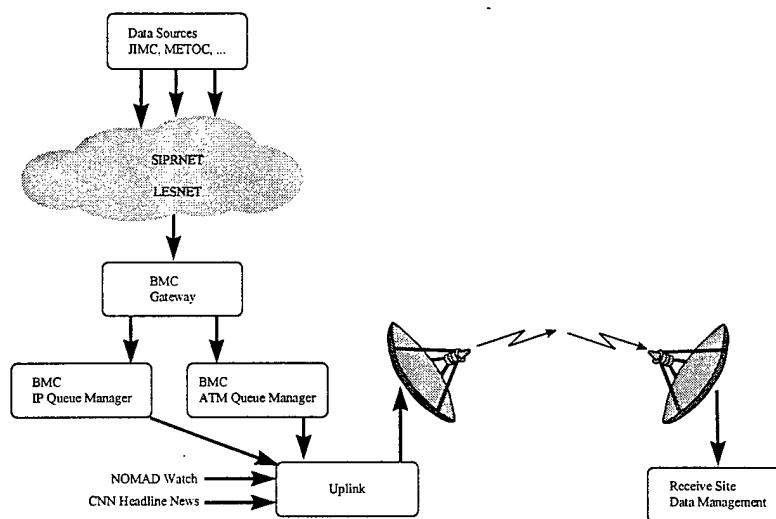 Data Sources
JIMC, METOC, ...
SIPRNET
LESNET
BMC
Gateway
BMC
IP Queue Manager
BMC
ATM Queue Manager
NOMAD Watch
CNN Headline News
Uplink
Receive Site
Data Management